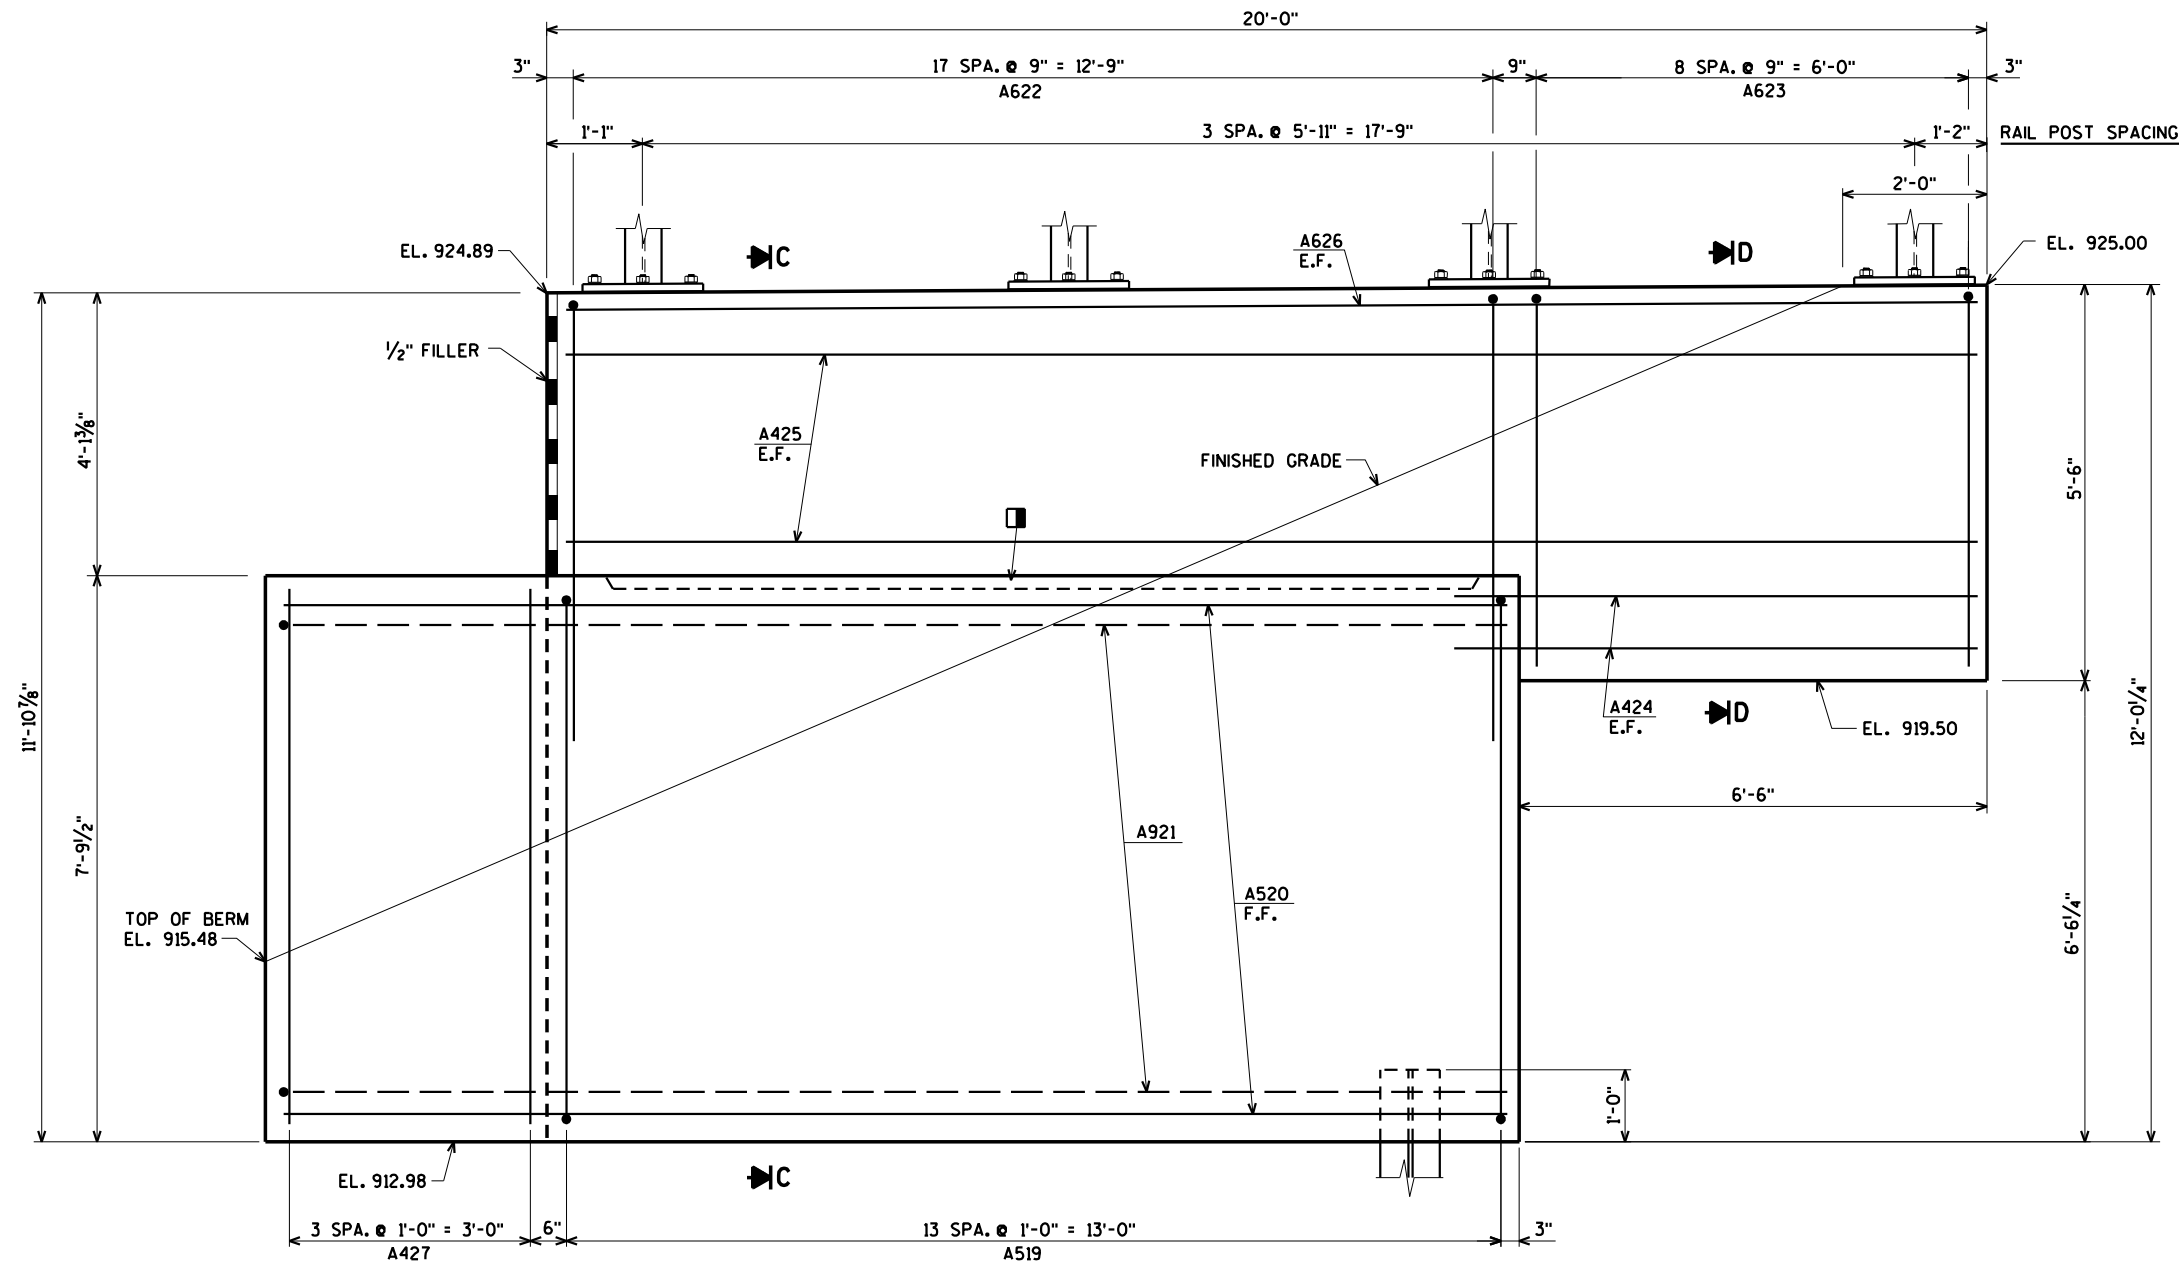 20'-0"
3"
17 SPA. @ 9" = 12'-9"
A622
9"
8 SPA. @ 9" = 6'-0"
A623
3"
1'-1"
3 SPA. @ 5'-11" = 17'-9"
1'-2"
RAIL POST SPACING
2'-0"
EL. 924.89
C
A626
E.F.
D
EL. 925.00
½" FILLER
4'-1⅜"
A425
E.F.
FINISHED GRADE
5'-6"
11'-10⅞"
A424
E.F.
D
EL. 919.50
12'-0¼"
6'-6"
7'-9½"
A921
A520
F.F.
TOP OF BERM
EL. 915.48
6'-6¼"
1'-0"
EL. 912.98
C
3 SPA. @ 1'-0" = 3'-0"
A427
6"
13 SPA. @ 1'-0" = 13'-0"
A519
3"